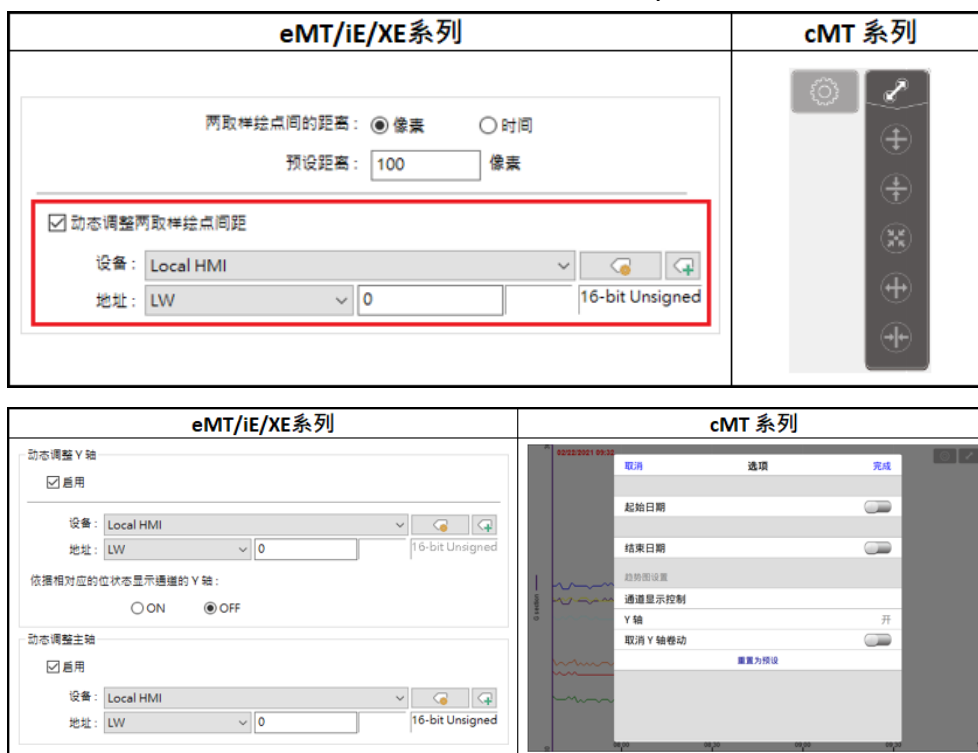 eMT/iE/XE系列 cMT 系列
两取样绘点间的距离: 像素 时间
预设距离: 100 像素
动态调整两取样绘点间距
设备: Local HMI
地址: LW 0 16-bit Unsigned
eMT/iE/XE系列 cMT 系列
动态调整 Y 轴
启用
设备: Local HMI
地址: LW 0 16-bit Unsigned
依据相对应的位状态显示通道的 Y 轴:
ON OFF
动态调整主轴
启用
设备: Local HMI
地址: LW 0 16-bit Unsigned
02/22/2021 09:32
取消 选项 完成
起始日期
结束日期
趋势图设置
通道显示控制
Y 轴 开
取消 Y 轴卷动
重置为预设